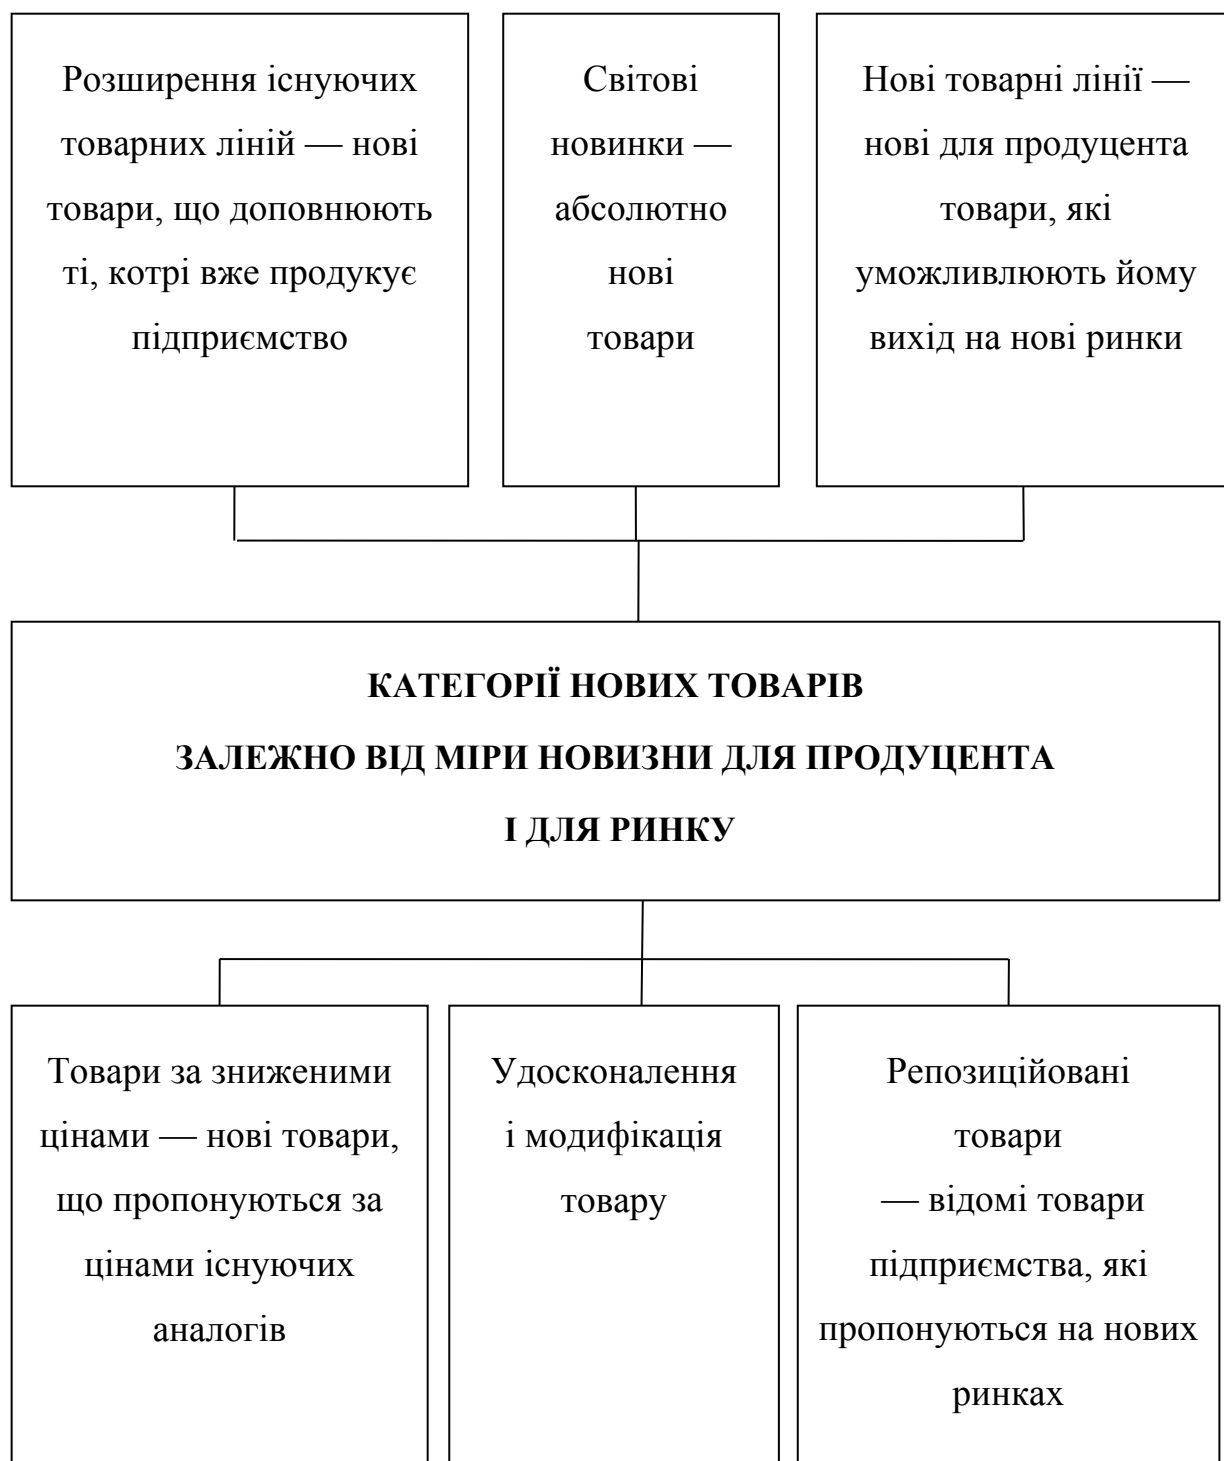 Розширення існуючих
товарних ліній — нові
товари, що доповнюють
ті, котрі вже продукує
підприємство
Світові
новинки —
абсолютно
нові
товари
Нові товарні лінії —
нові для продуцента
товари, які
уможливлюють йому
вихід на нові ринки
КАТЕГОРІЇ НОВИХ ТОВАРІВ
ЗАЛЕЖНО ВІД МІРИ НОВИЗНИ ДЛЯ ПРОДУЦЕНТА
І ДЛЯ РИНКУ
Товари за зниженими
цінами — нові товари,
що пропонуються за
цінами існуючих
аналогів
Удосконалення
і модифікація
товару
Репозиційовані
товари
— відомі товари
підприємства, які
пропонуються на нових
ринках